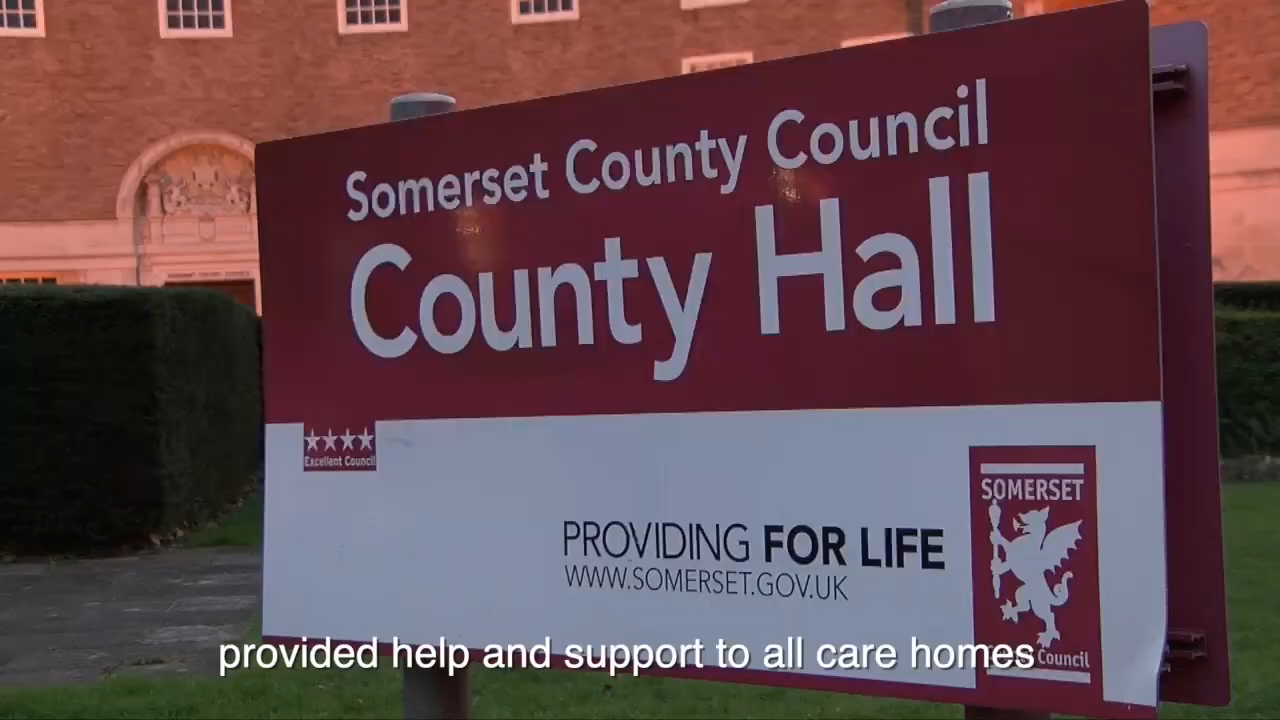 Somerset County Council
County Hall
Excellent Council
PROVIDING FOR LIFE
WWW.SOMERSET.GOV.UK
SOMERSET
Council
provided help and support to all care homes